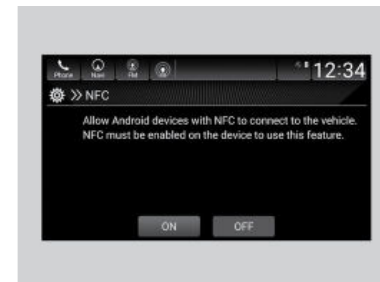 Phone
Navi
FM
12:34
NFC
Allow Android devices with NFC to connect to the vehicle.
NFC must be enabled on the device to use this feature.
ON
OFF